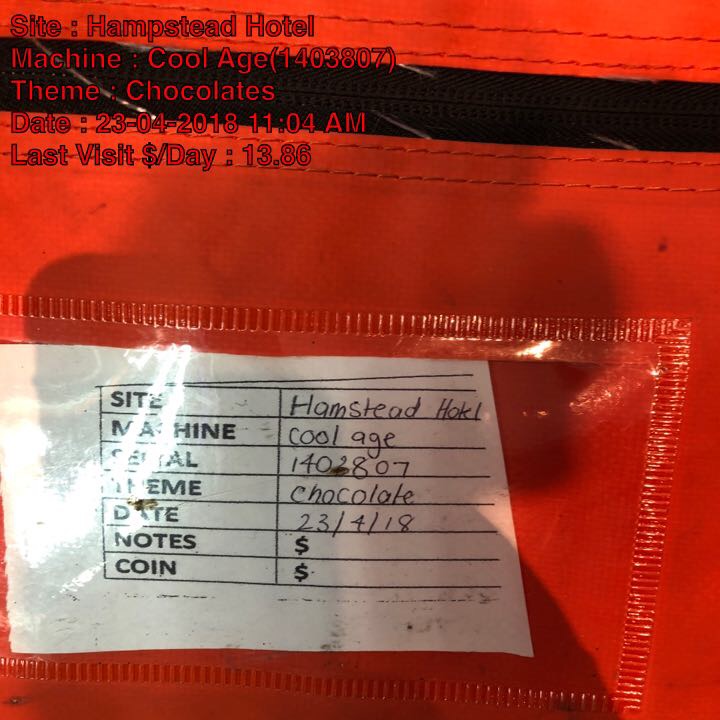 Site : Hampstead Hotel
Machine : Cool Age(1403807)
Theme : Chocolates
Date : 23-04-2018 11:04 AM
Last Visit $/Day : 13.86
SITE Hamstead Hotel
MACHINE cool age
SERIAL 1402807
THEME chocolate
DATE 23/4/18
NOTES $
COIN $